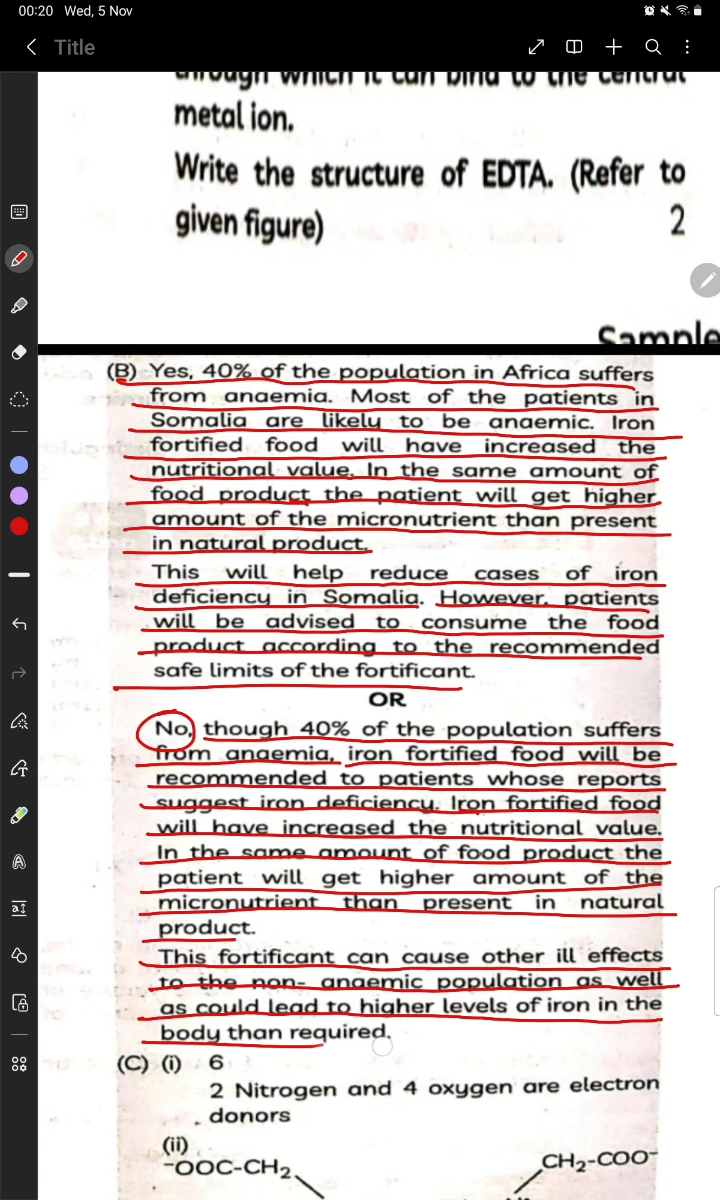 00:20 Wed, 5 Nov
Title
through which it can bind to the central
metal ion.
Write the structure of EDTA. (Refer to
given figure) 2
Sample
(B) Yes, 40% of the population in Africa suffers
from anaemia. Most of the patients in
Somalia are likely to be anaemic. Iron
fortified food will have increased the
nutritional value. In the same amount of
food product the patient will get higher
amount of the micronutrient than present
in natural product.
This will help reduce cases of iron
deficiency in Somalia. However, patients
will be advised to consume the food
product according to the recommended
safe limits of the fortificant.
OR
No, though 40% of the population suffers
from anaemia, iron fortified food will be
recommended to patients whose reports
suggest iron deficiency. Iron fortified food
will have increased the nutritional value.
In the same amount of food product the
patient will get higher amount of the
micronutrient than present in natural
product.
This fortificant can cause other ill effects
to the non- anaemic population as well
as could lead to higher levels of iron in the
body than required.
(C) (i) 6
2 Nitrogen and 4 oxygen are electron
donors
(ii)
⁻OOC-CH₂ CH₂-COO⁻